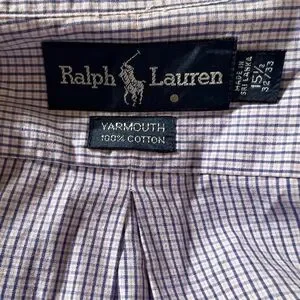 Ralph Lauren
YARMOUTH
100% COTTON
MADE IN
SRI LANKA
15½
32/33